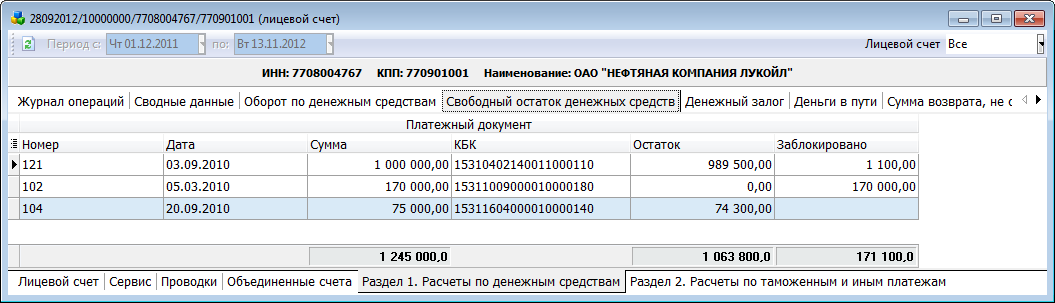 28092012/10000000/7708004767/770901001 (лицевой счет)
Период с: Чт 01.12.2011 по: Вт 13.11.2012 Лицевой счет Все
ИНН: 7708004767 КПП: 770901001 Наименование: ОАО "НЕФТЯНАЯ КОМПАНИЯ ЛУКОЙЛ"
Журнал операций Сводные данные Оборот по денежным средствам Свободный остаток денежных средств Денежный залог Деньги в пути Сумма возврата, не о
Платежный документ
Номер Дата Сумма КБК Остаток Заблокировано
121 03.09.2010 1 000 000,00 15310402140011000110 989 500,00 1 100,00
102 05.03.2010 170 000,00 15311009000010000180 0,00 170 000,00
104 20.09.2010 75 000,00 15311604000010000140 74 300,00
1 245 000,0 1 063 800,0 171 100,0
Лицевой счет Сервис Проводки Объединенные счета Раздел 1. Расчеты по денежным средствам Раздел 2. Расчеты по таможенным и иным платежам